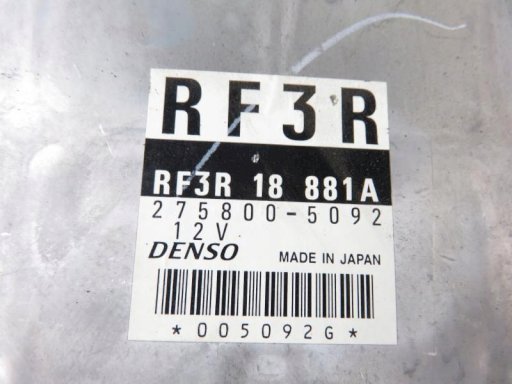 RF3R
RF3R 18 881A
275800-5092
12V
DENSO MADE IN JAPAN
*005092G*